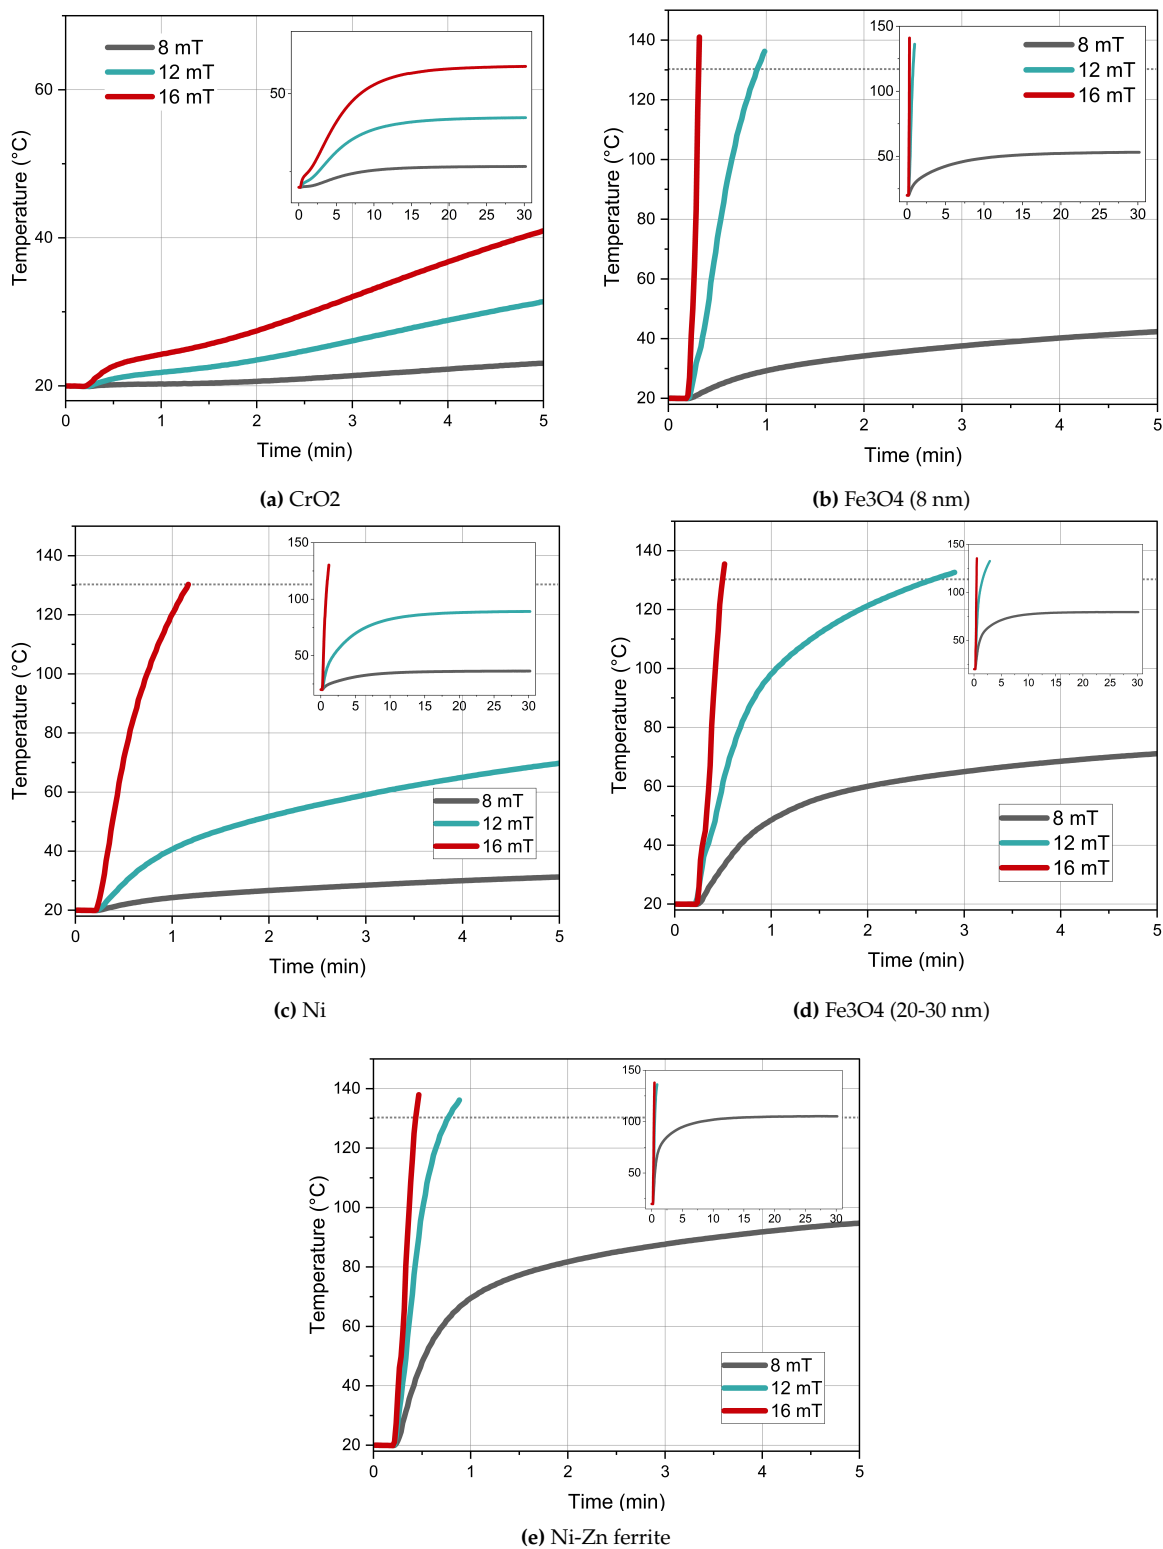 8 mT
12 mT
16 mT
60
40
20
Temperature (°C)
50
0 5 10 15 20 25 30
0 1 2 3 4 5
Time (min)
(a) CrO2
140
120
100
80
60
40
20
Temperature (°C)
150
100
50
0 5 10 15 20 25 30
8 mT
12 mT
16 mT
0 1 2 3 4 5
Time (min)
(b) Fe3O4 (8 nm)
140
120
100
80
60
40
20
Temperature (°C)
150
100
50
0 5 10 15 20 25 30
8 mT
12 mT
16 mT
0 1 2 3 4 5
Time (min)
(c) Ni
140
120
100
80
60
40
20
Temperature (°C)
150
100
50
0 5 10 15 20 25 30
8 mT
12 mT
16 mT
0 1 2 3 4 5
Time (min)
(d) Fe3O4 (20-30 nm)
140
120
100
80
60
40
20
Temperature (°C)
150
100
50
0 5 10 15 20 25 30
8 mT
12 mT
16 mT
0 1 2 3 4 5
Time (min)
(e) Ni-Zn ferrite